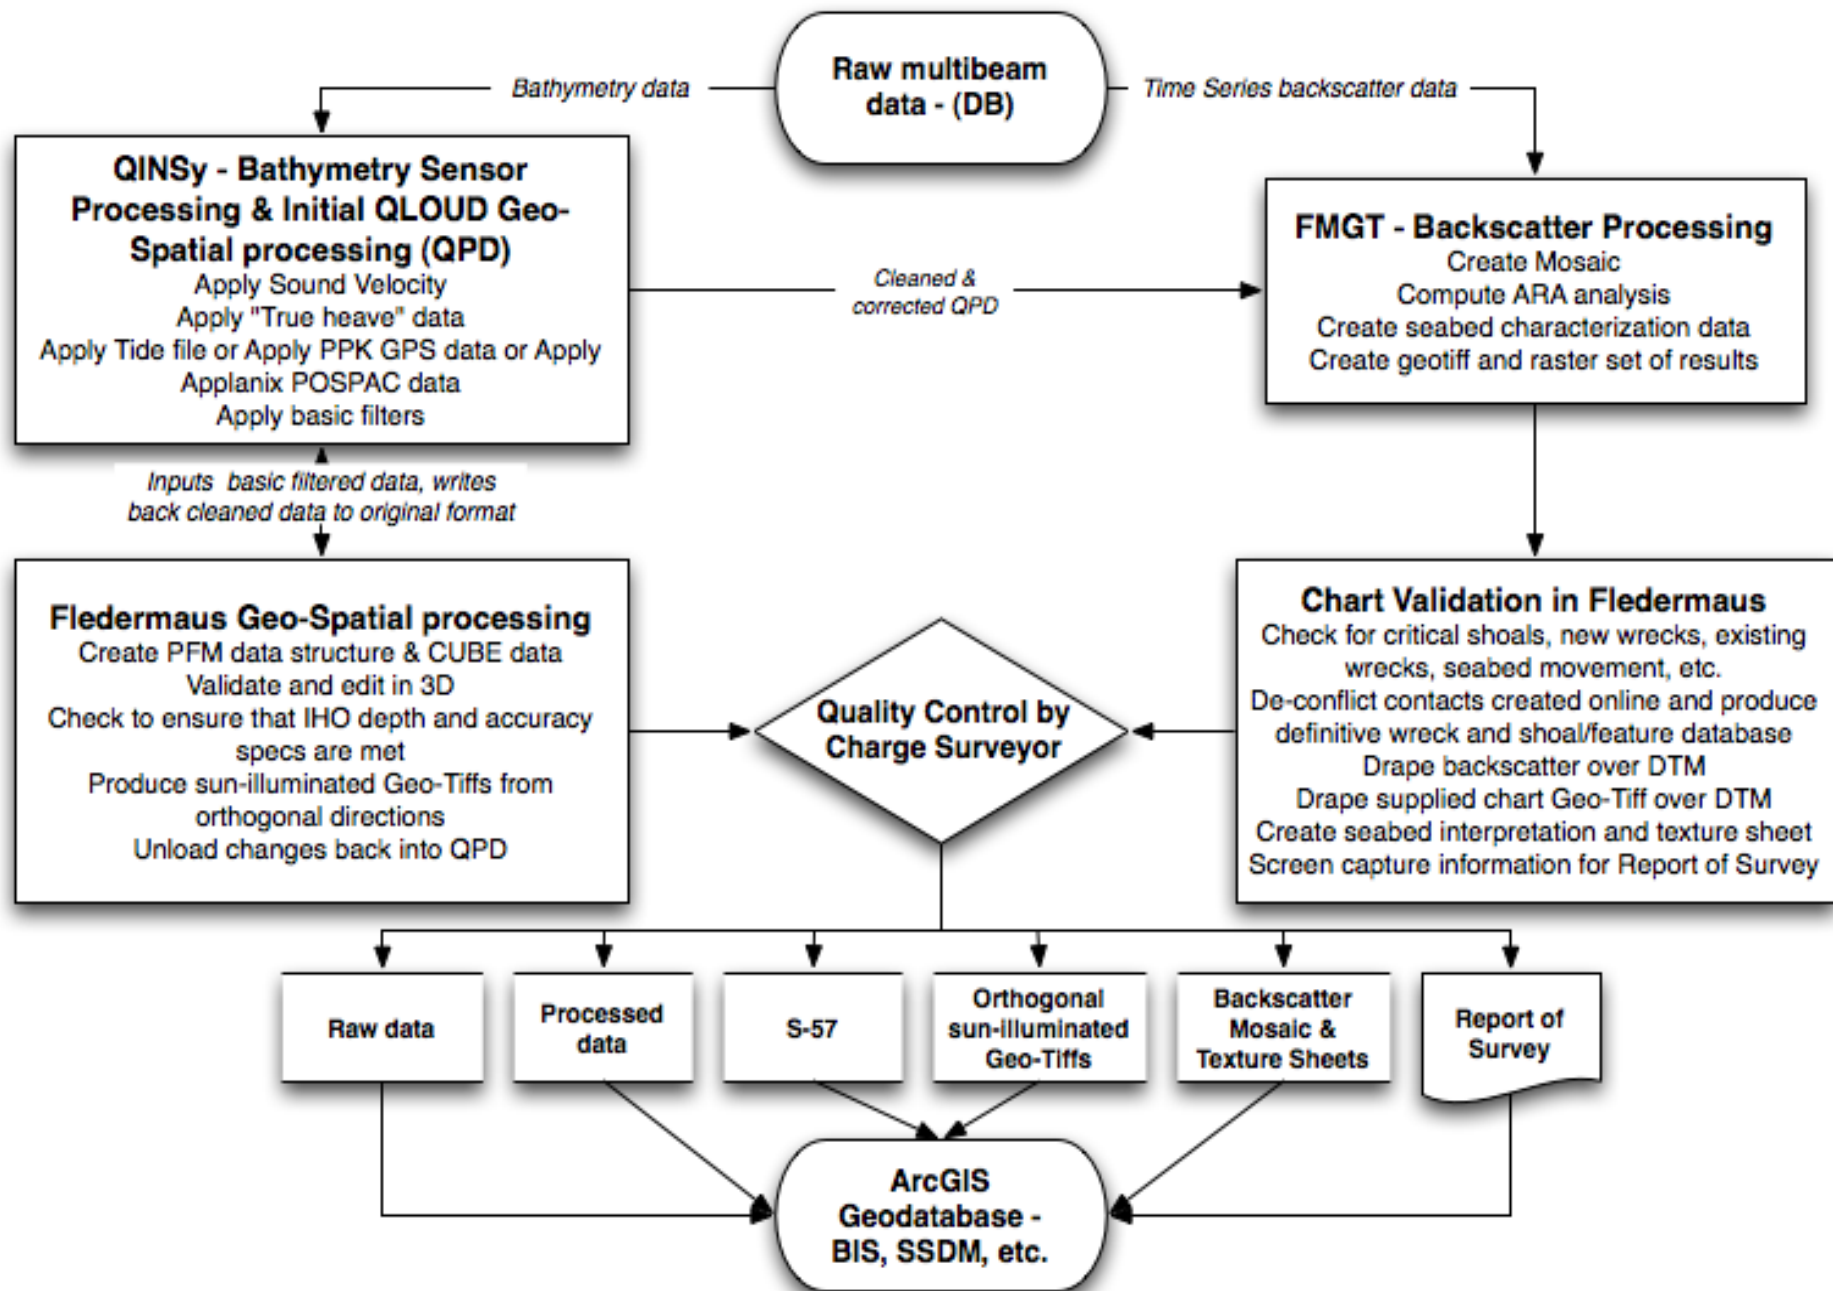 Raw multibeam
data - (DB)
Bathymetry data
Time Series backscatter data
QINSy - Bathymetry Sensor
Processing & Initial QLOUD Geo-
Spatial processing (QPD)
Apply Sound Velocity
Apply "True heave" data
Apply Tide file or Apply PPK GPS data or Apply
Applanix POSPAC data
Apply basic filters
Cleaned &
corrected QPD
FMGT - Backscatter Processing
Create Mosaic
Compute ARA analysis
Create seabed characterization data
Create geotiff and raster set of results
Inputs basic filtered data, writes
back cleaned data to original format
Fledermaus Geo-Spatial processing
Create PFM data structure & CUBE data
Validate and edit in 3D
Check to ensure that IHO depth and accuracy
specs are met
Produce sun-illuminated Geo-Tiffs from
orthogonal directions
Unload changes back into QPD
Quality Control by
Charge Surveyor
Chart Validation in Fledermaus
Check for critical shoals, new wrecks, existing
wrecks, seabed movement, etc.
De-conflict contacts created online and produce
definitive wreck and shoal/feature database
Drape backscatter over DTM
Drape supplied chart Geo-Tiff over DTM
Create seabed interpretation and texture sheet
Screen capture information for Report of Survey
Raw data
Processed
data
S-57
Orthogonal
sun-illuminated
Geo-Tiffs
Backscatter
Mosaic &
Texture Sheets
Report of
Survey
ArcGIS
Geodatabase -
BIS, SSDM, etc.